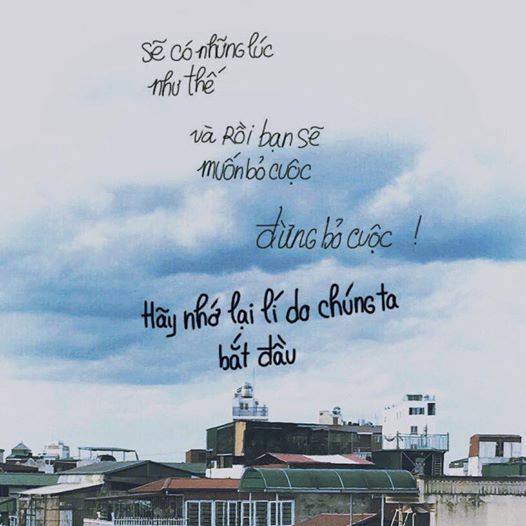 Sẽ có những lúc
như thế
và Rồi bạn sẽ
muốn bỏ cuộc
đừng bỏ cuộc !
Hãy nhớ lại lí do chúng ta
bắt đầu